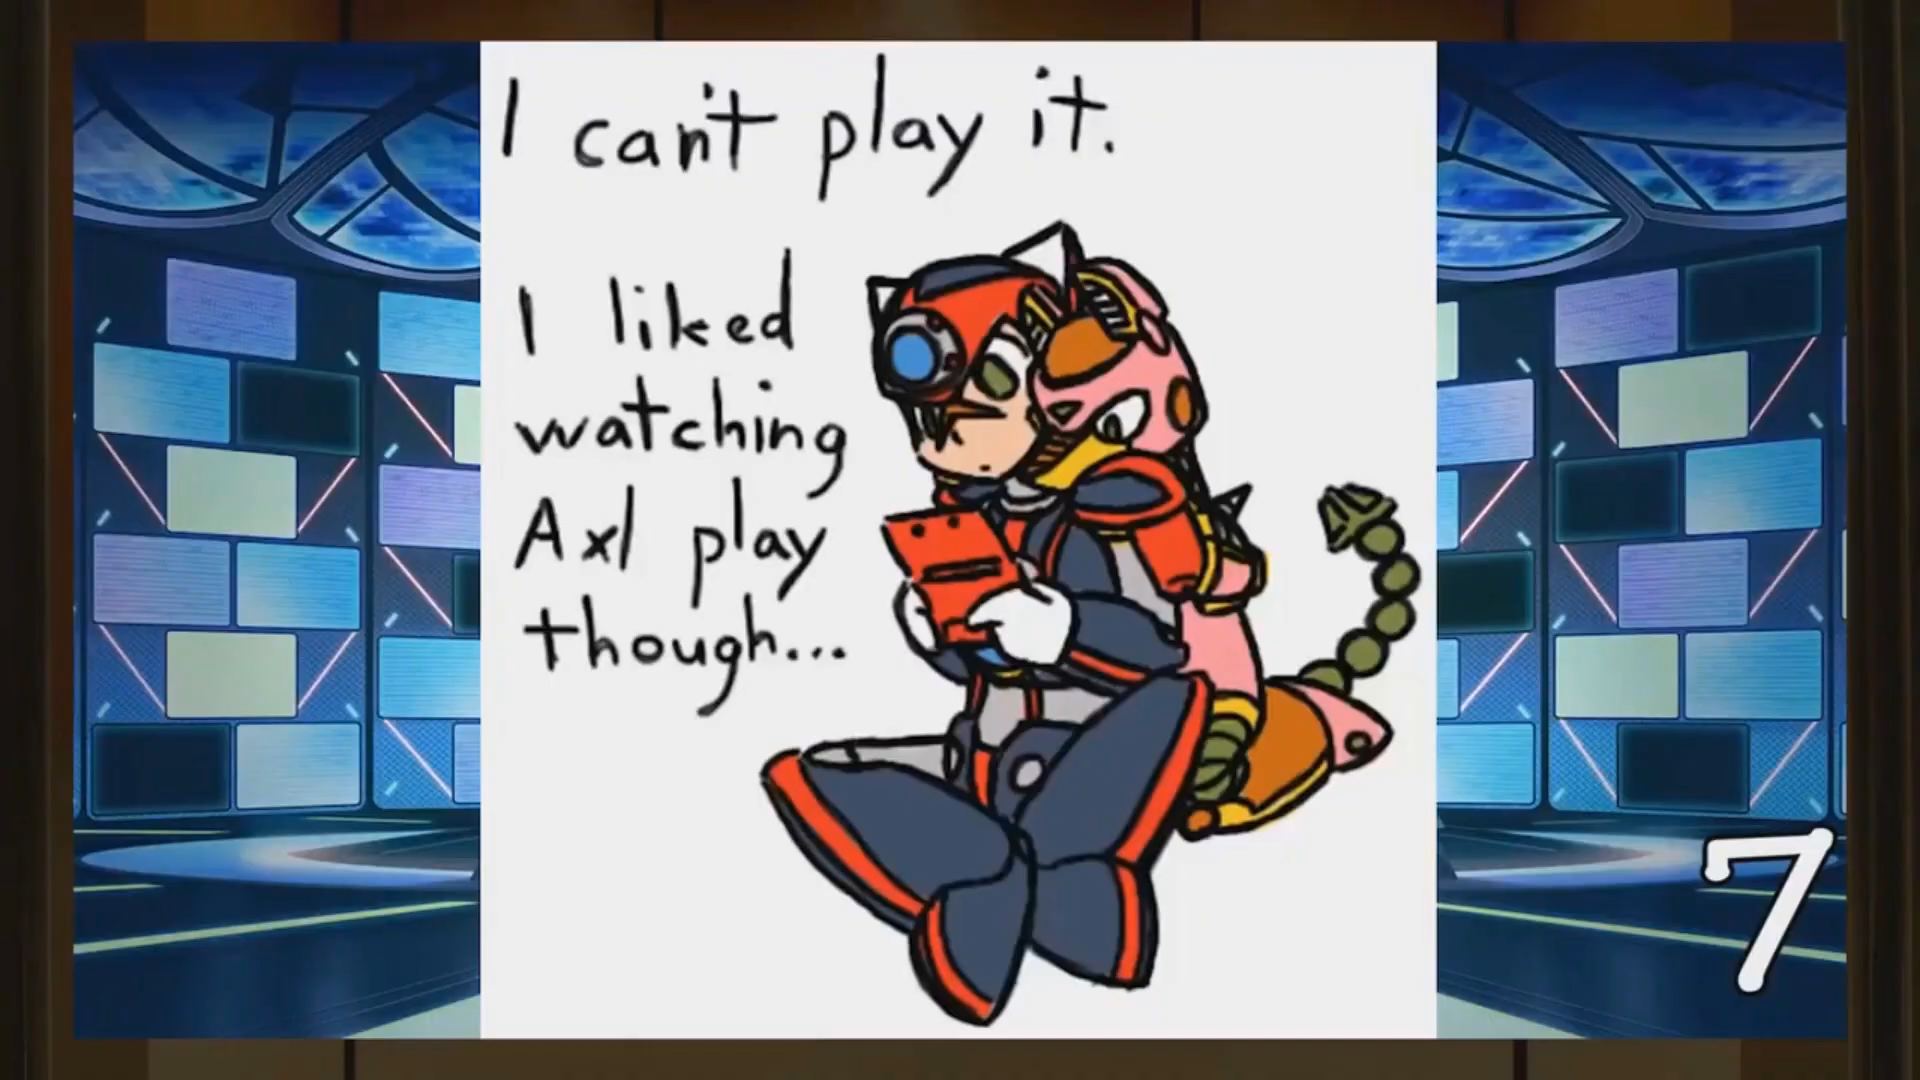 I can't play it.
I liked
watching
Axl play
though...
7